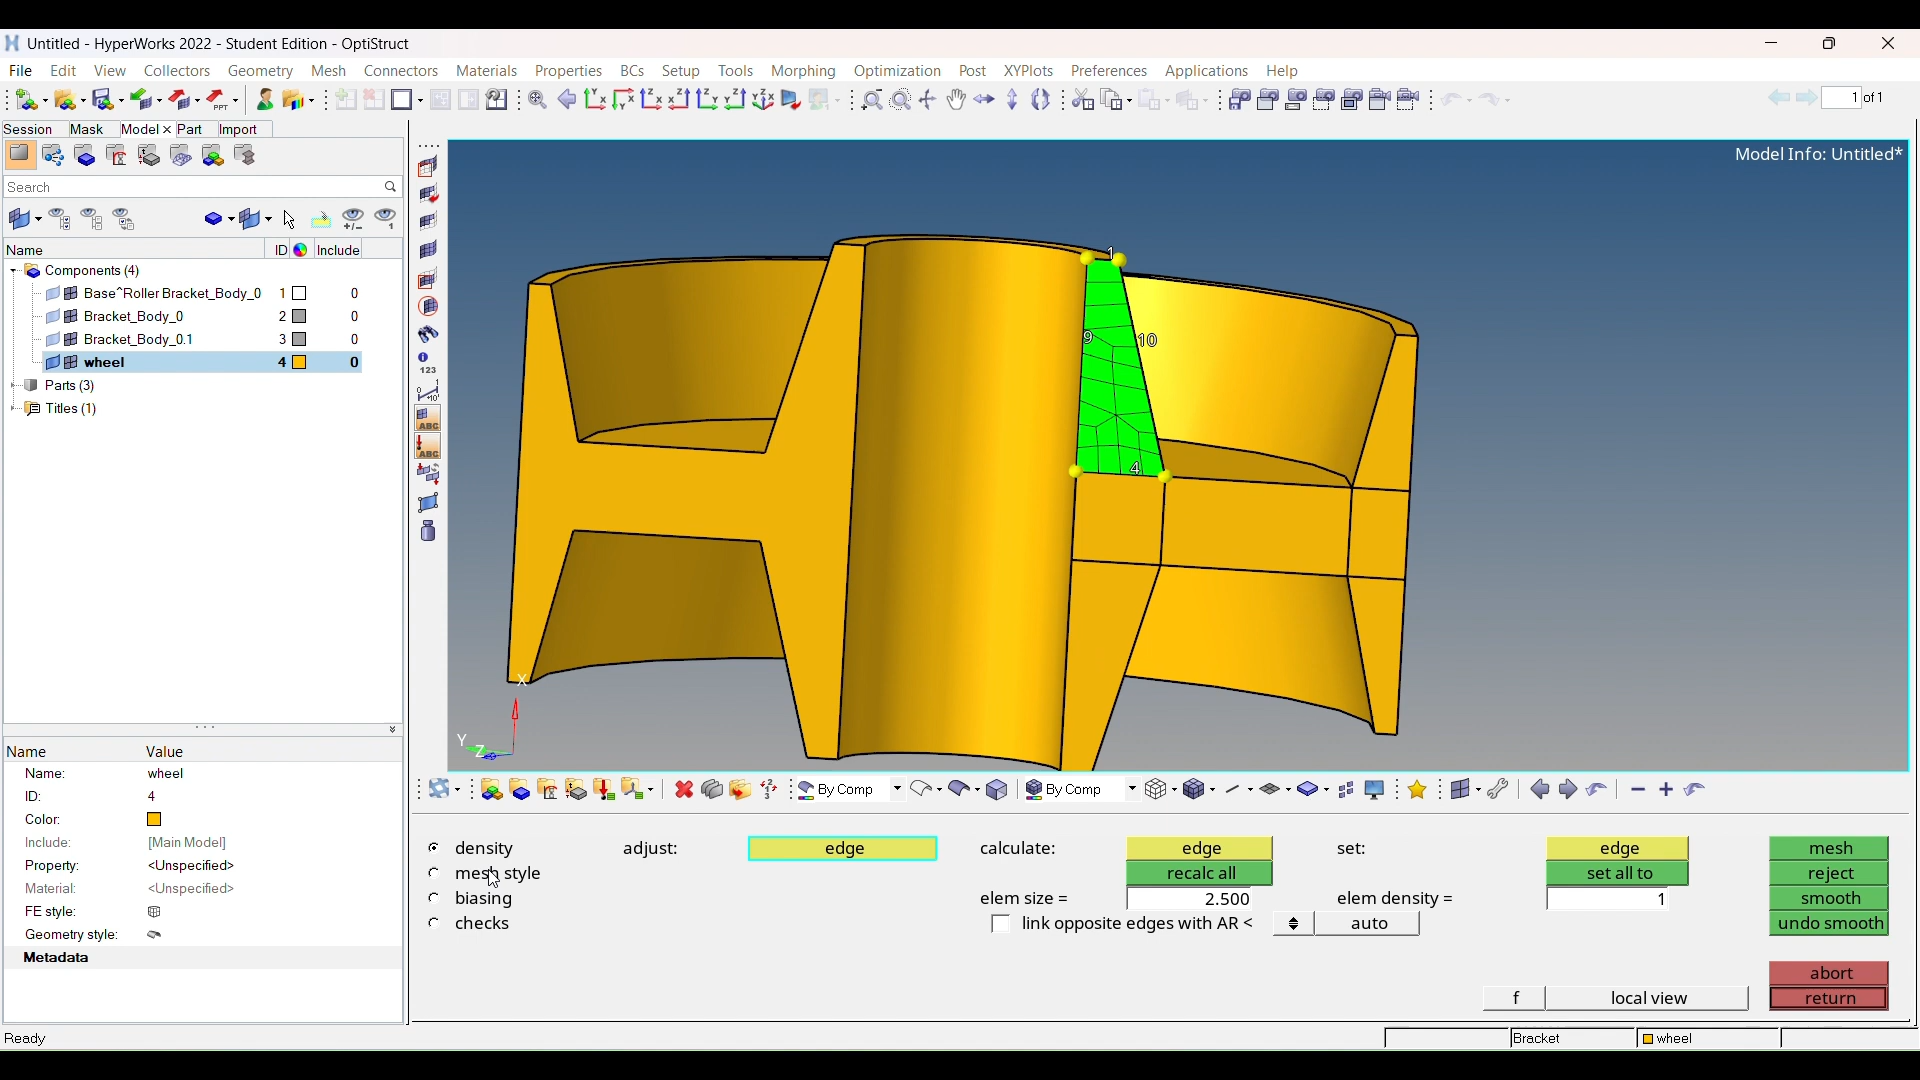 Untitled - HyperWorks 2022 - Student Edition - OptiStruct
File Edit View Collectors Geometry Mesh Connectors Materials Properties BCs Setup Tools Morphing Optimization Post XYPlots Preferences Applications Help
1 of 1
Session Mask Model Part Import
Model Info: Untitled*
Search
Name ID Include
Components (4)
Base^Roller Bracket_Body_0 1 0
Bracket_Body_0 2 0
Bracket_Body_0.1 3 0
wheel 4 0
Parts (3)
Titles (1)
1
9
10
4
X
Y
Z
Name Value
Name: wheel
ID: 4
Color:
Include: [Main Model]
Property: <Unspecified>
Material: <Unspecified>
FE style:
Geometry style:
Metadata
By Comp By Comp
density adjust: edge calculate: edge set: edge mesh
mesh style recalc all set all to reject
biasing elem size = 2.500 elem density = 1 smooth
checks link opposite edges with AR < auto undo smooth
abort
f local view return
Ready Bracket wheel